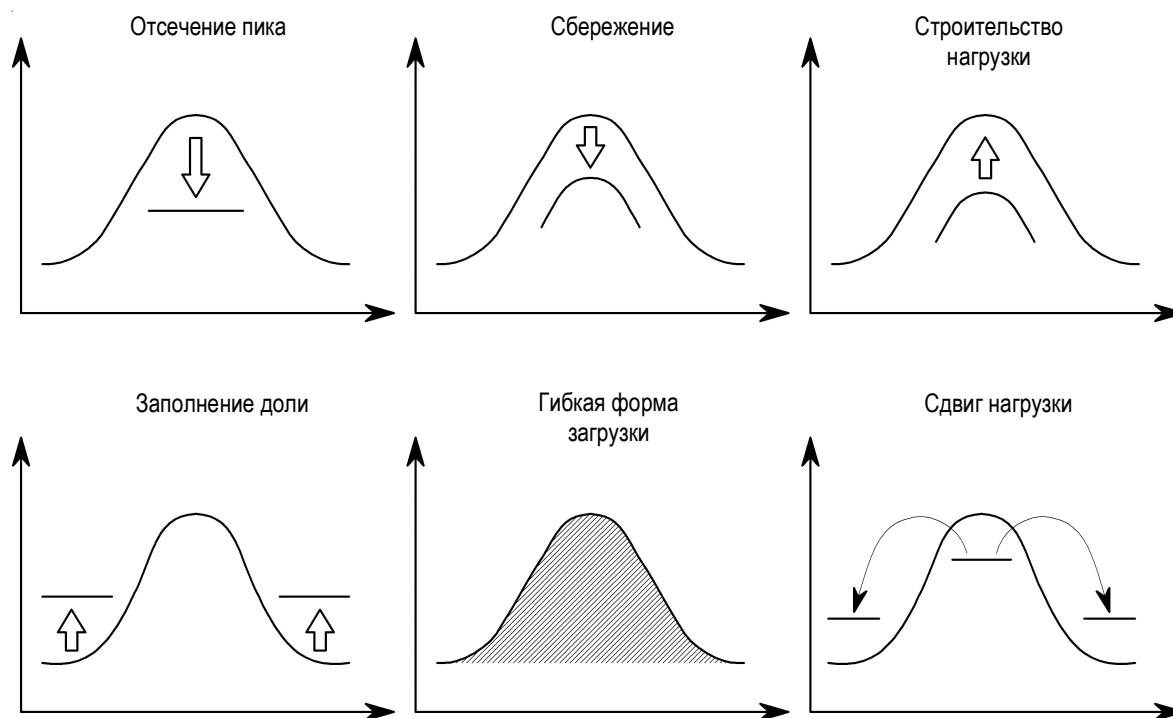 Отсечение пика
Сбережение
Строительство
нагрузки
Заполнение доли
Гибкая форма
загрузки
Сдвиг нагрузки